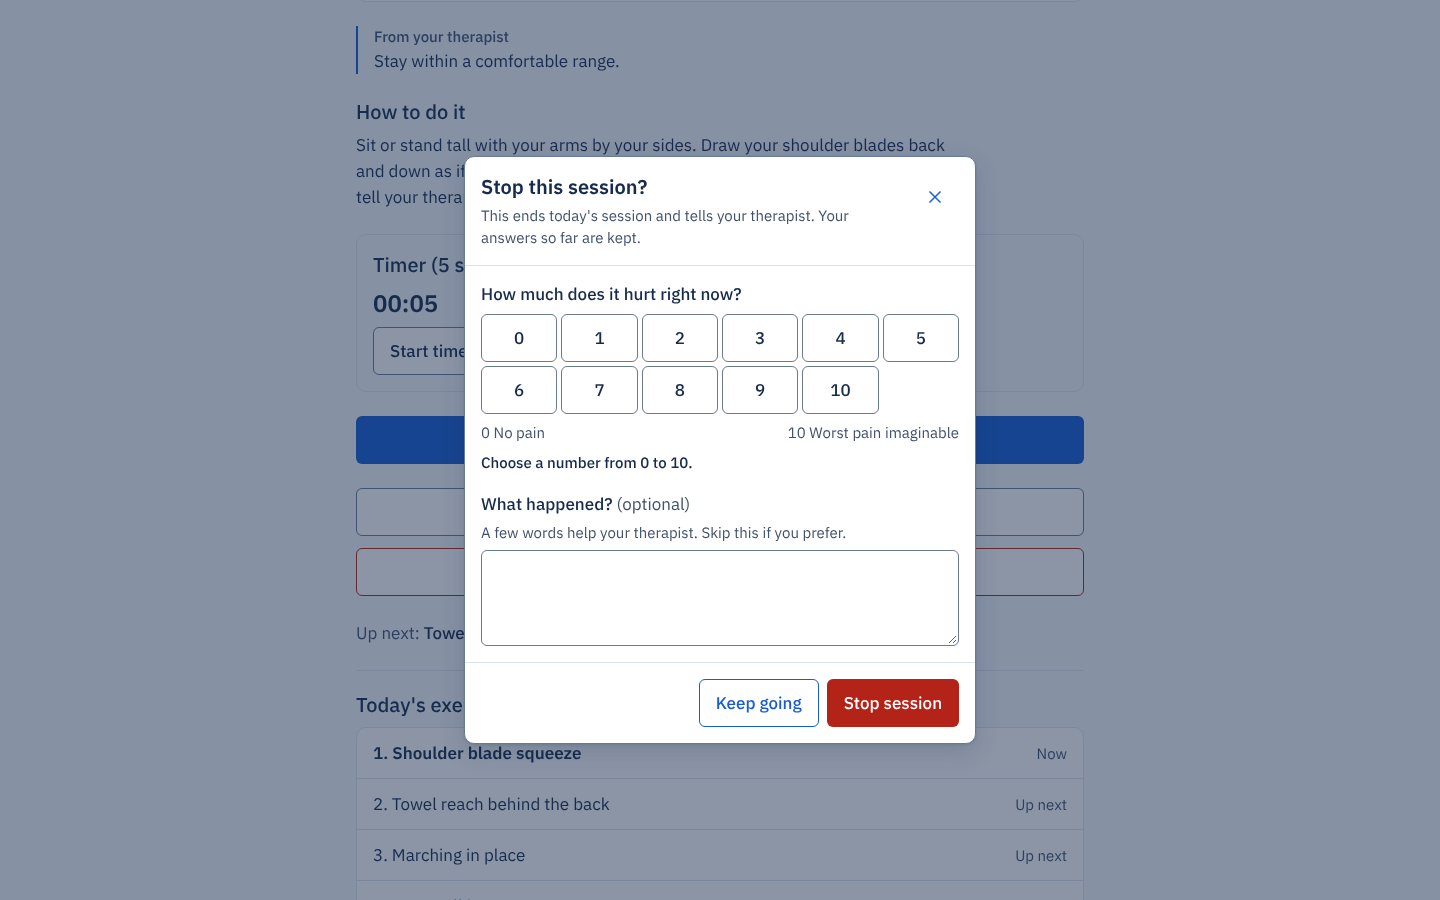 From your therapist
Stay within a comfortable range.
How to do it
Sit or stand tall with your arms by your sides. Draw your shoulder blades back
and down as if
tell your thera
Timer (5 s
00:05
Start time
Stop this session?
This ends today's session and tells your therapist. Your
answers so far are kept.
How much does it hurt right now?
0 1 2 3 4 5
6 7 8 9 10
0 No pain 10 Worst pain imaginable
Choose a number from 0 to 10.
What happened? (optional)
A few words help your therapist. Skip this if you prefer.
Keep going Stop session
Up next: Towe
Today's exe
1. Shoulder blade squeeze Now
2. Towel reach behind the back Up next
3. Marching in place Up next